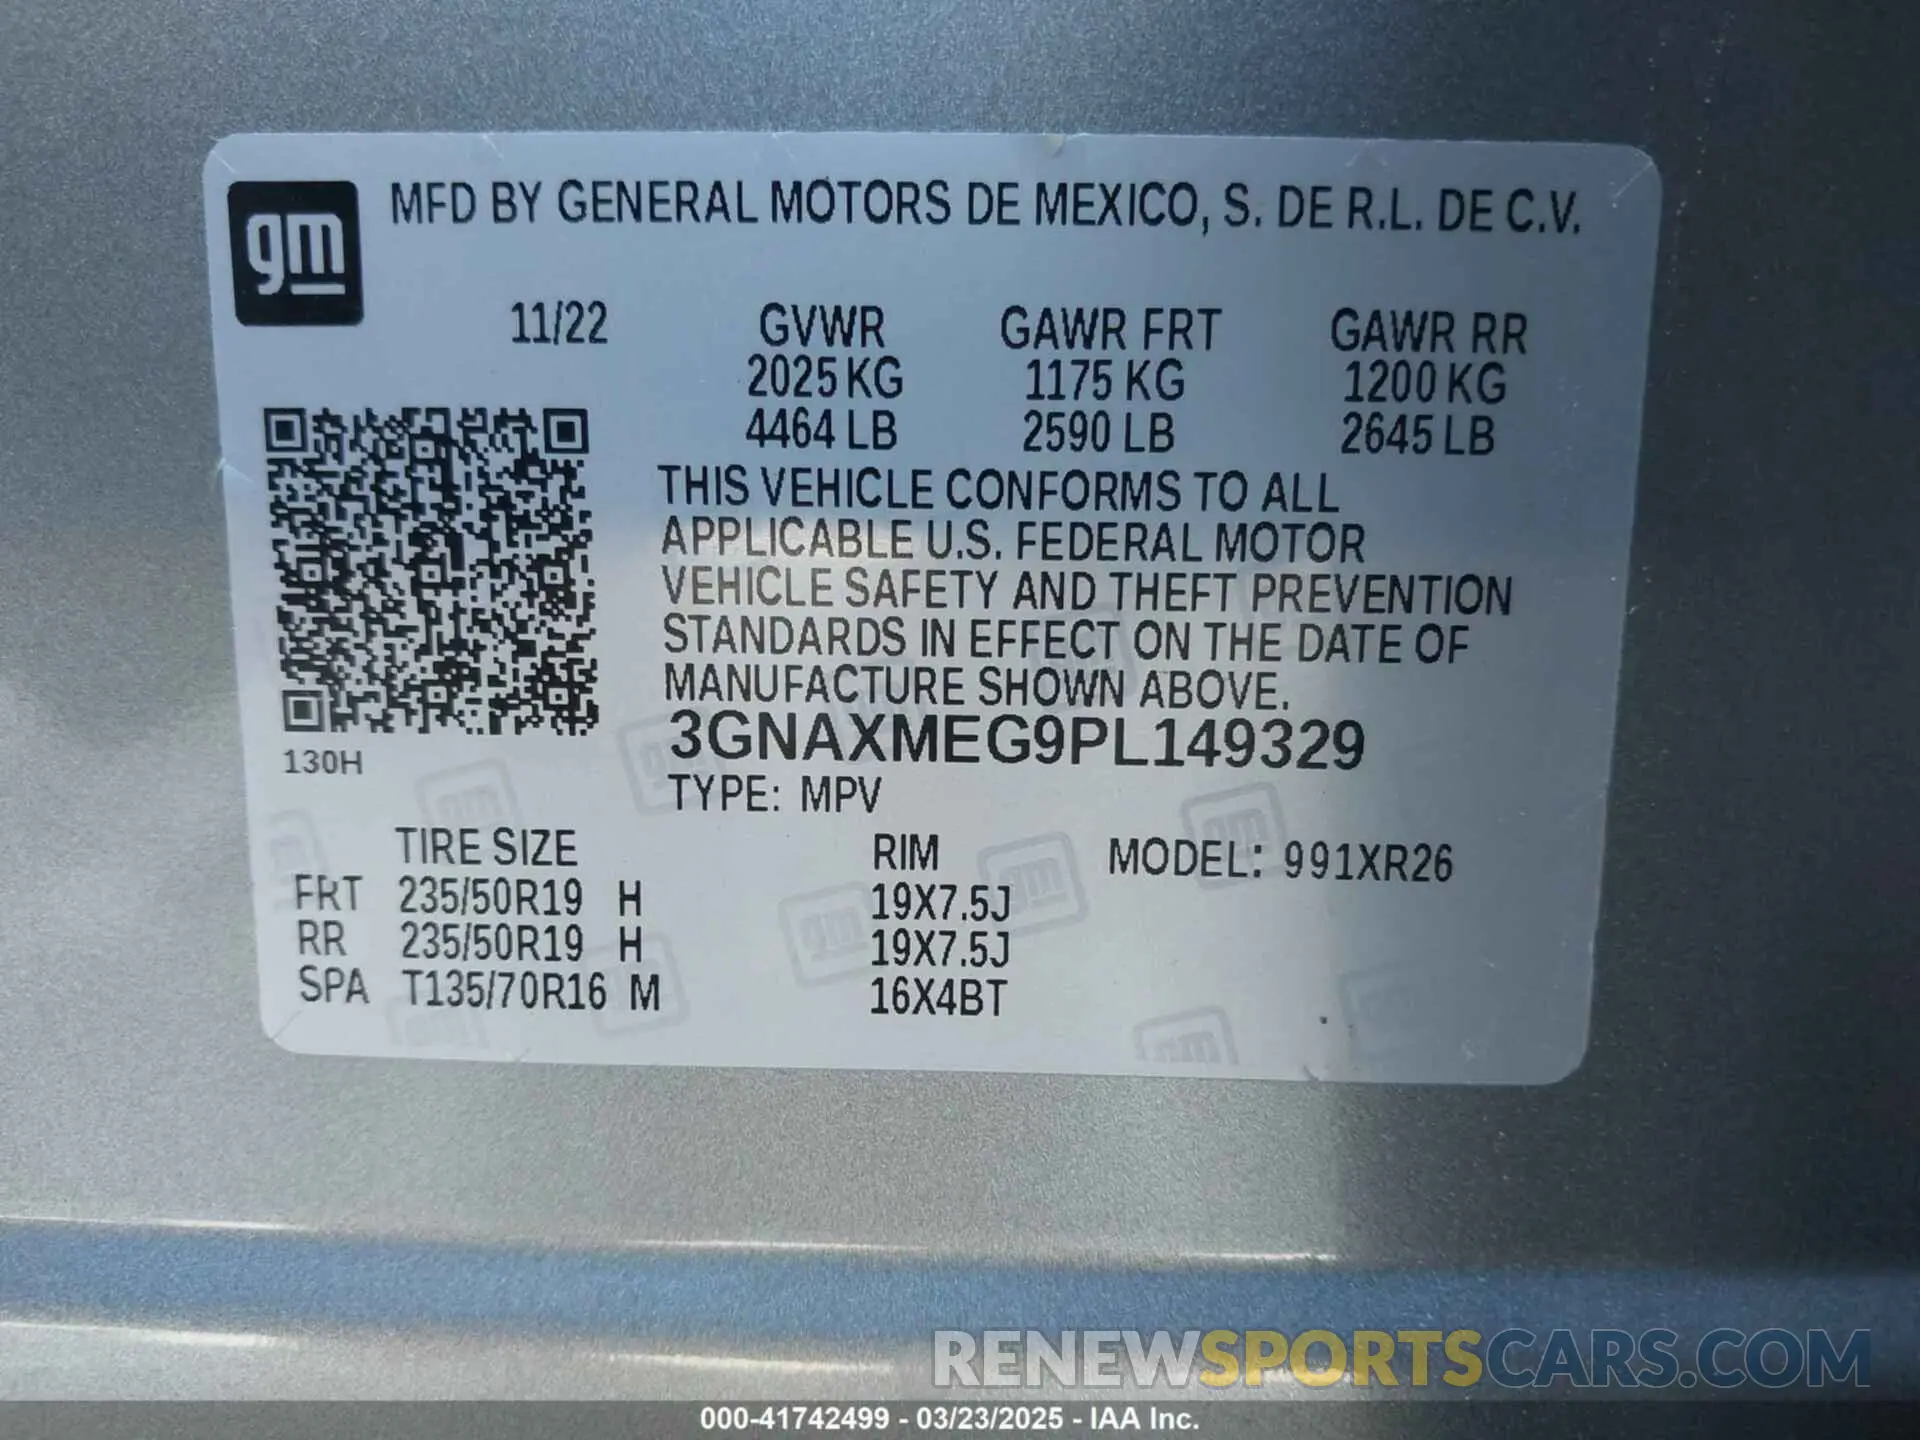 gm MFD BY GENERAL MOTORS DE MEXICO, S. DE R.L. DE C.V.
11/22 GVWR GAWR FRT GAWR RR
2025 KG 1175 KG 1200 KG
4464 LB 2590 LB 2645 LB
THIS VEHICLE CONFORMS TO ALL
APPLICABLE U.S. FEDERAL MOTOR
VEHICLE SAFETY AND THEFT PREVENTION
STANDARDS IN EFFECT ON THE DATE OF
MANUFACTURE SHOWN ABOVE.
3GNAXMEG9PL149329
130H
TYPE: MPV
TIRE SIZE RIM MODEL: 991XR26
FRT 235/50R19 H 19X7.5J
RR 235/50R19 H 19X7.5J
SPA T135/70R16 M 16X4BT
RENEWSPORTSCARS.COM
000-41742499 - 03/23/2025 - IAA Inc.